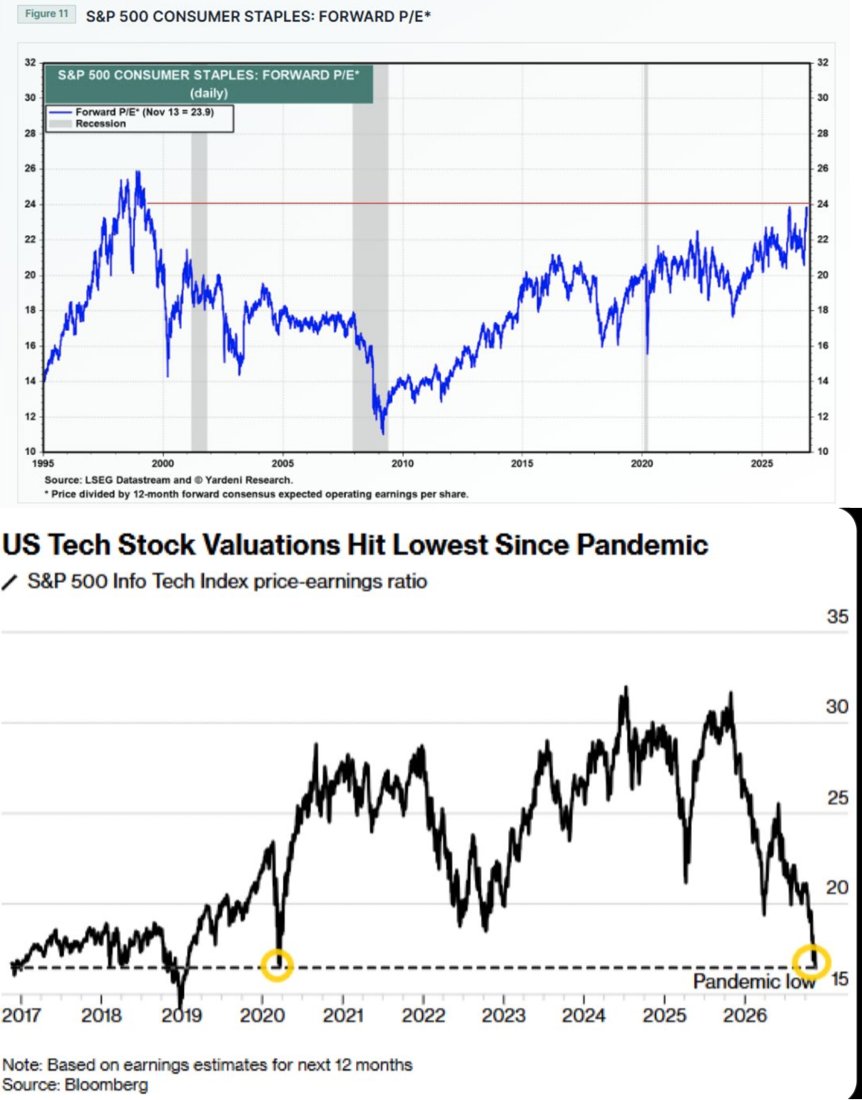 Figure 11
S&P 500 CONSUMER STAPLES: FORWARD P/E*
S&P 500 CONSUMER STAPLES: FORWARD P/E*
(daily)
Forward P/E* (Nov 13 = 23.9)
Recession
32
30
28
26
24
22
20
18
16
14
12
10
32
30
28
26
24
22
20
18
16
14
12
10
1995 2000 2005 2010 2015 2020 2025
Source: LSEG Datastream and © Yardeni Research.
* Price divided by 12-month forward consensus expected operating earnings per share.
US Tech Stock Valuations Hit Lowest Since Pandemic
S&P 500 Info Tech Index price-earnings ratio
35
30
25
20
15
Pandemic low
2017 2018 2019 2020 2021 2022 2023 2024 2025 2026
Note: Based on earnings estimates for next 12 months
Source: Bloomberg